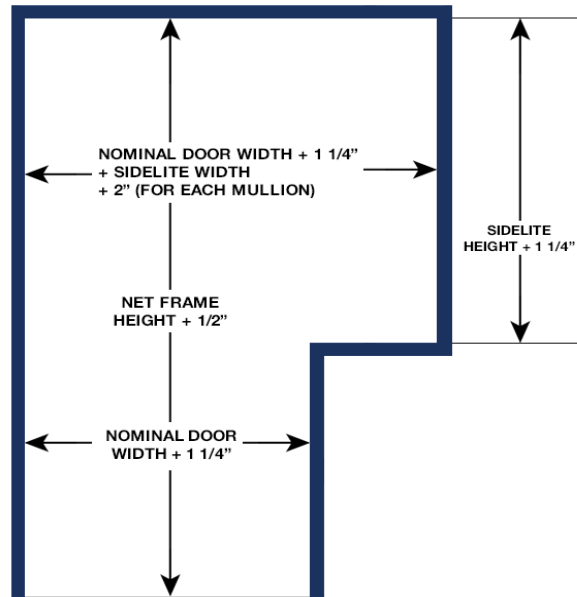 NOMINAL DOOR WIDTH + 1 1/4”
+ SIDELITE WIDTH
+ 2” (FOR EACH MULLION)
SIDELITE
HEIGHT + 1 1/4”
NET FRAME
HEIGHT + 1/2”
NOMINAL DOOR
WIDTH + 1 1/4”